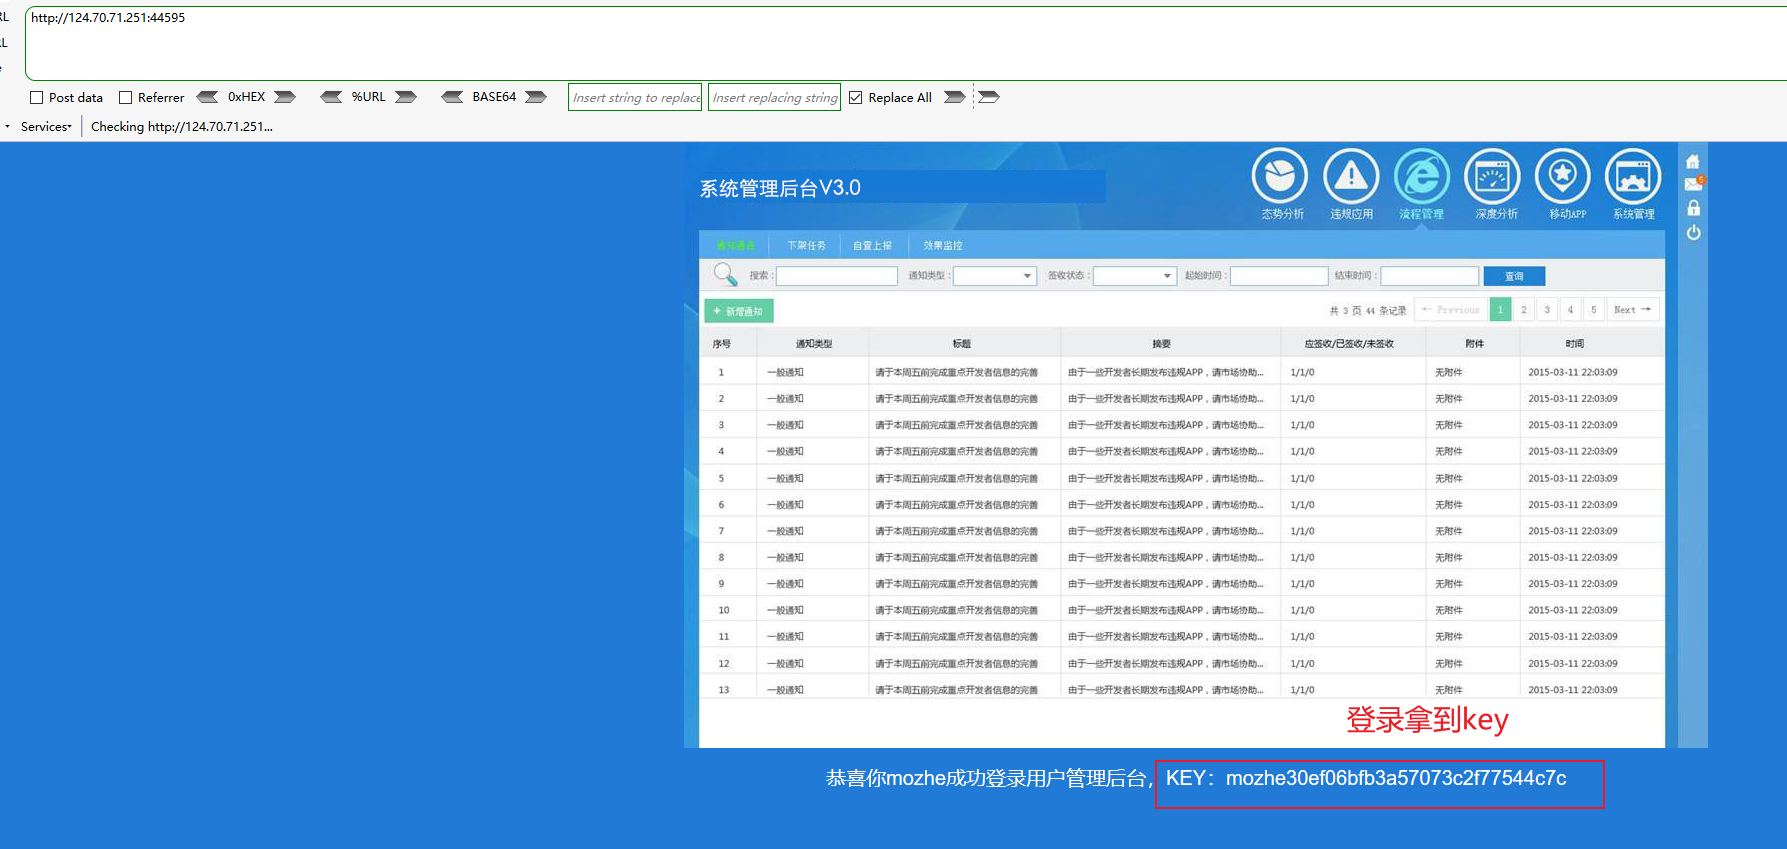 RL
http://124.70.71.251:44595
L
Post data Referrer 0xHEX %URL BASE64 Insert string to replace Insert replacing string Replace All
Services Checking http://124.70.71.251...
系统管理后台V3.0
态势分析 违规应用 流程管理 深度分析 移动APP 系统管理
5
通知通告 下架任务 自查上报 效果监控
搜索： 通知类型： 签收状态： 起始时间： 结束时间： 查询
+ 新增通知 共 3 页 44 条记录 ← Previous 1 2 3 4 5 Next →
序号 通知类型 标题 摘要 应签收/已签收/未签收 附件 时间
1 一般通知 请于本周五前完成重点开发者信息的完善 由于一些开发者长期发布违规APP，请市场协助... 1/1/0 无附件 2015-03-11 22:03:09
2 一般通知 请于本周五前完成重点开发者信息的完善 由于一些开发者长期发布违规APP，请市场协助... 1/1/0 无附件 2015-03-11 22:03:09
3 一般通知 请于本周五前完成重点开发者信息的完善 由于一些开发者长期发布违规APP，请市场协助... 1/1/0 无附件 2015-03-11 22:03:09
4 一般通知 请于本周五前完成重点开发者信息的完善 由于一些开发者长期发布违规APP，请市场协助... 1/1/0 无附件 2015-03-11 22:03:09
5 一般通知 请于本周五前完成重点开发者信息的完善 由于一些开发者长期发布违规APP，请市场协助... 1/1/0 无附件 2015-03-11 22:03:09
6 一般通知 请于本周五前完成重点开发者信息的完善 由于一些开发者长期发布违规APP，请市场协助... 1/1/0 无附件 2015-03-11 22:03:09
7 一般通知 请于本周五前完成重点开发者信息的完善 由于一些开发者长期发布违规APP，请市场协助... 1/1/0 无附件 2015-03-11 22:03:09
8 一般通知 请于本周五前完成重点开发者信息的完善 由于一些开发者长期发布违规APP，请市场协助... 1/1/0 无附件 2015-03-11 22:03:09
9 一般通知 请于本周五前完成重点开发者信息的完善 由于一些开发者长期发布违规APP，请市场协助... 1/1/0 无附件 2015-03-11 22:03:09
10 一般通知 请于本周五前完成重点开发者信息的完善 由于一些开发者长期发布违规APP，请市场协助... 1/1/0 无附件 2015-03-11 22:03:09
11 一般通知 请于本周五前完成重点开发者信息的完善 由于一些开发者长期发布违规APP，请市场协助... 1/1/0 无附件 2015-03-11 22:03:09
12 一般通知 请于本周五前完成重点开发者信息的完善 由于一些开发者长期发布违规APP，请市场协助... 1/1/0 无附件 2015-03-11 22:03:09
13 一般通知 请于本周五前完成重点开发者信息的完善 由于一些开发者长期发布违规APP，请市场协助... 1/1/0 无附件 2015-03-11 22:03:09
登录拿到key
恭喜你mozhe成功登录用户管理后台，KEY：mozhe30ef06bfb3a57073c2f77544c7c